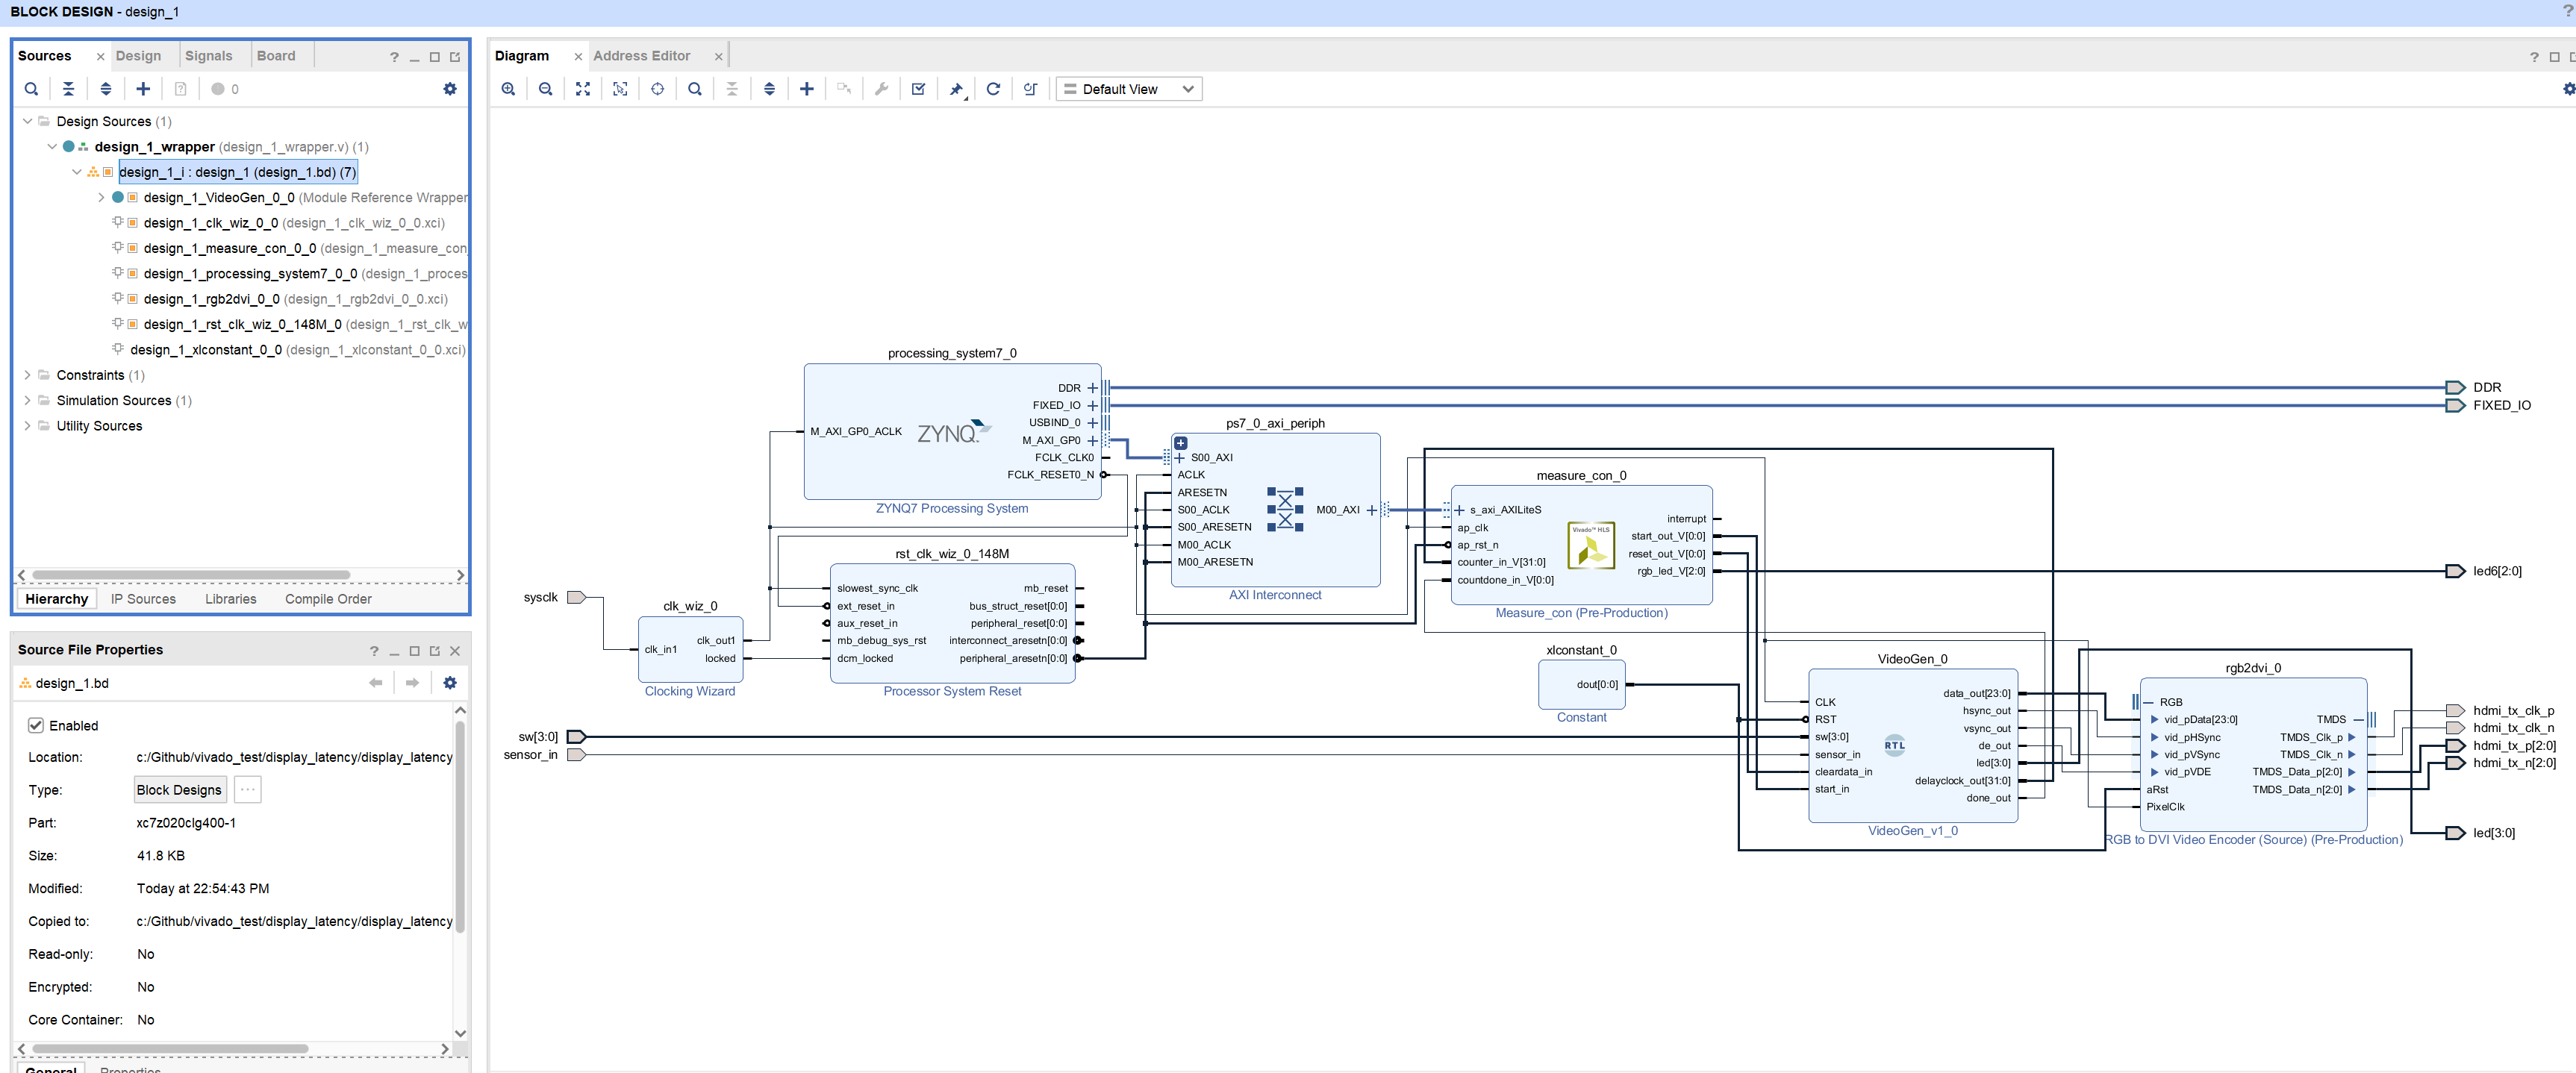 BLOCK DESIGN - design_1
?
Sources
Design
Signals
Board
?
0
Design Sources (1)
design_1_wrapper (design_1_wrapper.v) (1)
design_1_i : design_1 (design_1.bd) (7)
design_1_VideoGen_0_0 (Module Reference Wrapper
design_1_clk_wiz_0_0 (design_1_clk_wiz_0_0.xci)
design_1_measure_con_0_0 (design_1_measure_con_
design_1_processing_system7_0_0 (design_1_proces
design_1_rgb2dvi_0_0 (design_1_rgb2dvi_0_0.xci)
design_1_rst_clk_wiz_0_148M_0 (design_1_rst_clk_w
design_1_xlconstant_0_0 (design_1_xlconstant_0_0.xci)
Constraints (1)
Simulation Sources (1)
Utility Sources
Hierarchy
IP Sources
Libraries
Compile Order
Source File Properties
?
design_1.bd
Enabled
Location: c:/Github/vivado_test/display_latency/display_latency
Type: Block Designs ...
Part: xc7z020clg400-1
Size: 41.8 KB
Modified: Today at 22:54:43 PM
Copied to: c:/Github/vivado_test/display_latency/display_latency
Read-only: No
Encrypted: No
Core Container: No
General
Properties
Diagram
Address Editor
?
Default View
processing_system7_0
M_AXI_GP0_ACLK
ZYNQ
DDR
FIXED_IO
USBIND_0
M_AXI_GP0
FCLK_CLK0
FCLK_RESET0_N
ZYNQ7 Processing System
ps7_0_axi_periph
S00_AXI
ACLK
ARESETN
S00_ACLK
S00_ARESETN
M00_ACLK
M00_ARESETN
M00_AXI
AXI Interconnect
measure_con_0
s_axi_AXILiteS
ap_clk
ap_rst_n
counter_in_V[31:0]
countdone_in_V[0:0]
Vivado™ HLS
interrupt
start_out_V[0:0]
reset_out_V[0:0]
rgb_led_V[2:0]
Measure_con (Pre-Production)
rst_clk_wiz_0_148M
slowest_sync_clk
ext_reset_in
aux_reset_in
mb_debug_sys_rst
dcm_locked
mb_reset
bus_struct_reset[0:0]
peripheral_reset[0:0]
interconnect_aresetn[0:0]
peripheral_aresetn[0:0]
Processor System Reset
sysclk
clk_wiz_0
clk_in1
clk_out1
locked
Clocking Wizard
xlconstant_0
dout[0:0]
Constant
sw[3:0]
sensor_in
VideoGen_0
CLK
RST
sw[3:0]
sensor_in
cleardata_in
start_in
RTL
data_out[23:0]
hsync_out
vsync_out
de_out
led[3:0]
delayclock_out[31:0]
done_out
VideoGen_v1_0
rgb2dvi_0
RGB
vid_pData[23:0]
vid_pHSync
vid_pVSync
vid_pVDE
aRst
PixelClk
TMDS
TMDS_Clk_p
TMDS_Clk_n
TMDS_Data_p[2:0]
TMDS_Data_n[2:0]
RGB to DVI Video Encoder (Source) (Pre-Production)
DDR
FIXED_IO
led6[2:0]
hdmi_tx_clk_p
hdmi_tx_clk_n
hdmi_tx_p[2:0]
hdmi_tx_n[2:0]
led[3:0]